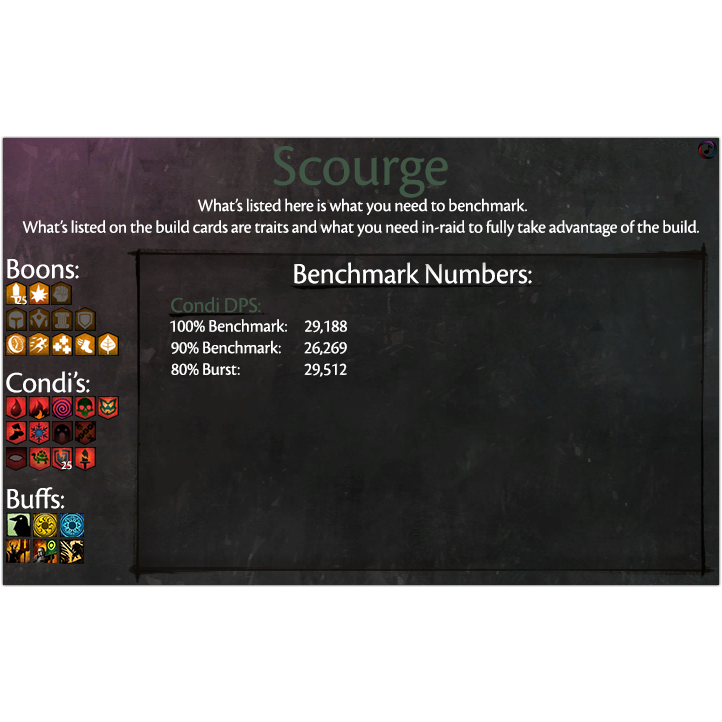 Scourge
What's listed here is what you need to benchmark.
What's listed on the build cards are traits and what you need in-raid to fully take advantage of the build.
Boons:
25
Condi's:
25
Buffs:
Benchmark Numbers:
Condi DPS:
100% Benchmark: 29,188
90% Benchmark: 26,269
80% Burst: 29,512